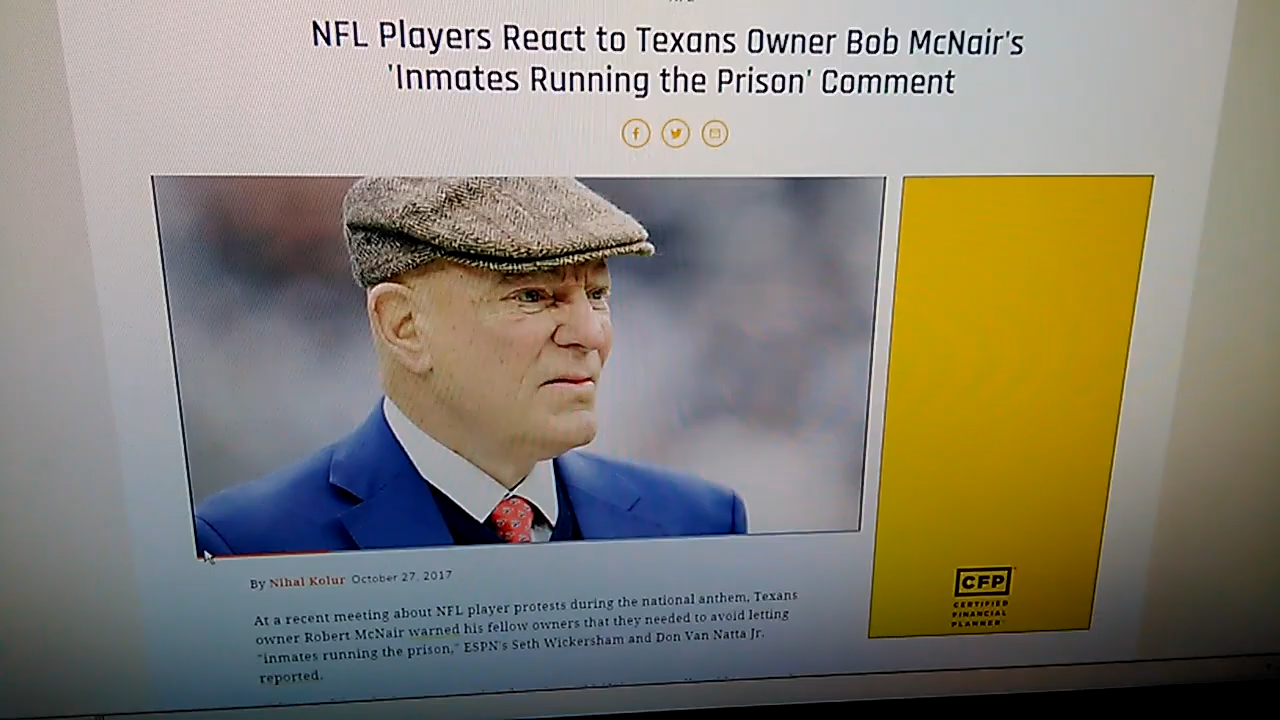 NFL Players React to Texans Owner Bob McNair's
'Inmates Running the Prison' Comment
By Nihal Kolur October 27, 2017
At a recent meeting about NFL player protests during the national anthem, Texans
owner Robert McNair warned his fellow owners that they needed to avoid letting
"inmates running the prison," ESPN's Seth Wickersham and Don Van Natta Jr.
reported.
CFP
CERTIFIED
FINANCIAL
PLANNER